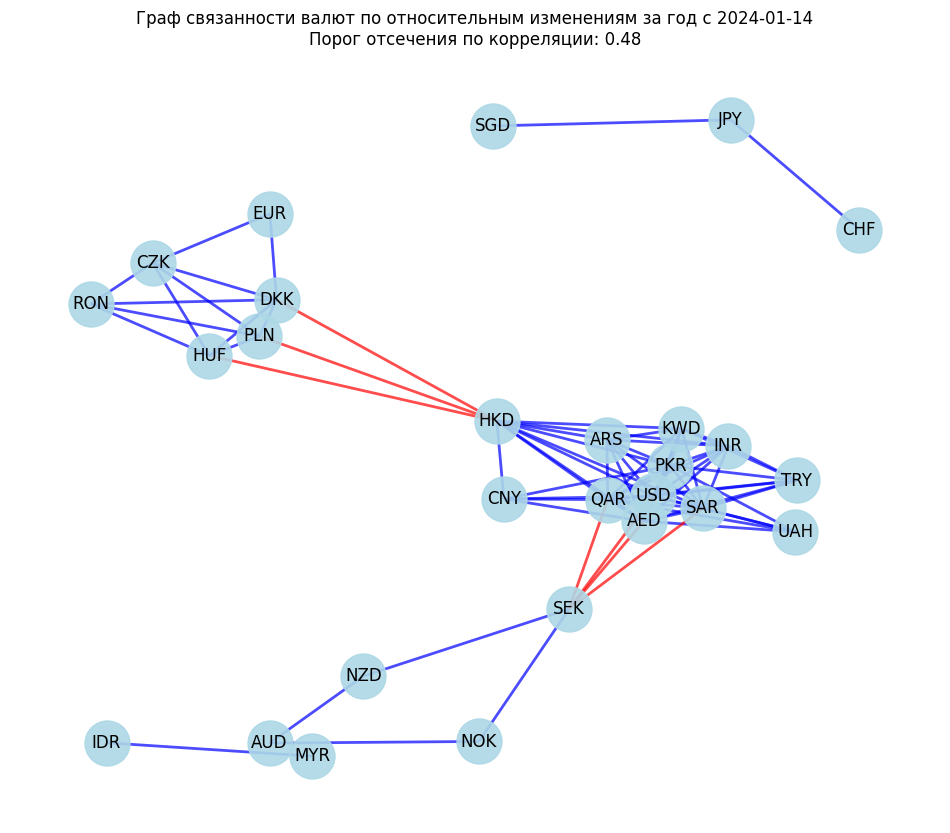 Граф связанности валют по относительным изменениям за год с 2024-01-14
Порог отсечения по корреляции: 0.48
SGD
JPY
EUR
CHF
CZK
RON
DKK
PLN
HUF
HKD
ARS
KWD
INR
PKR
TRY
CNY
QAR
USD
SAR
AED
UAH
SEK
NZD
IDR
AUD
MYR
NOK